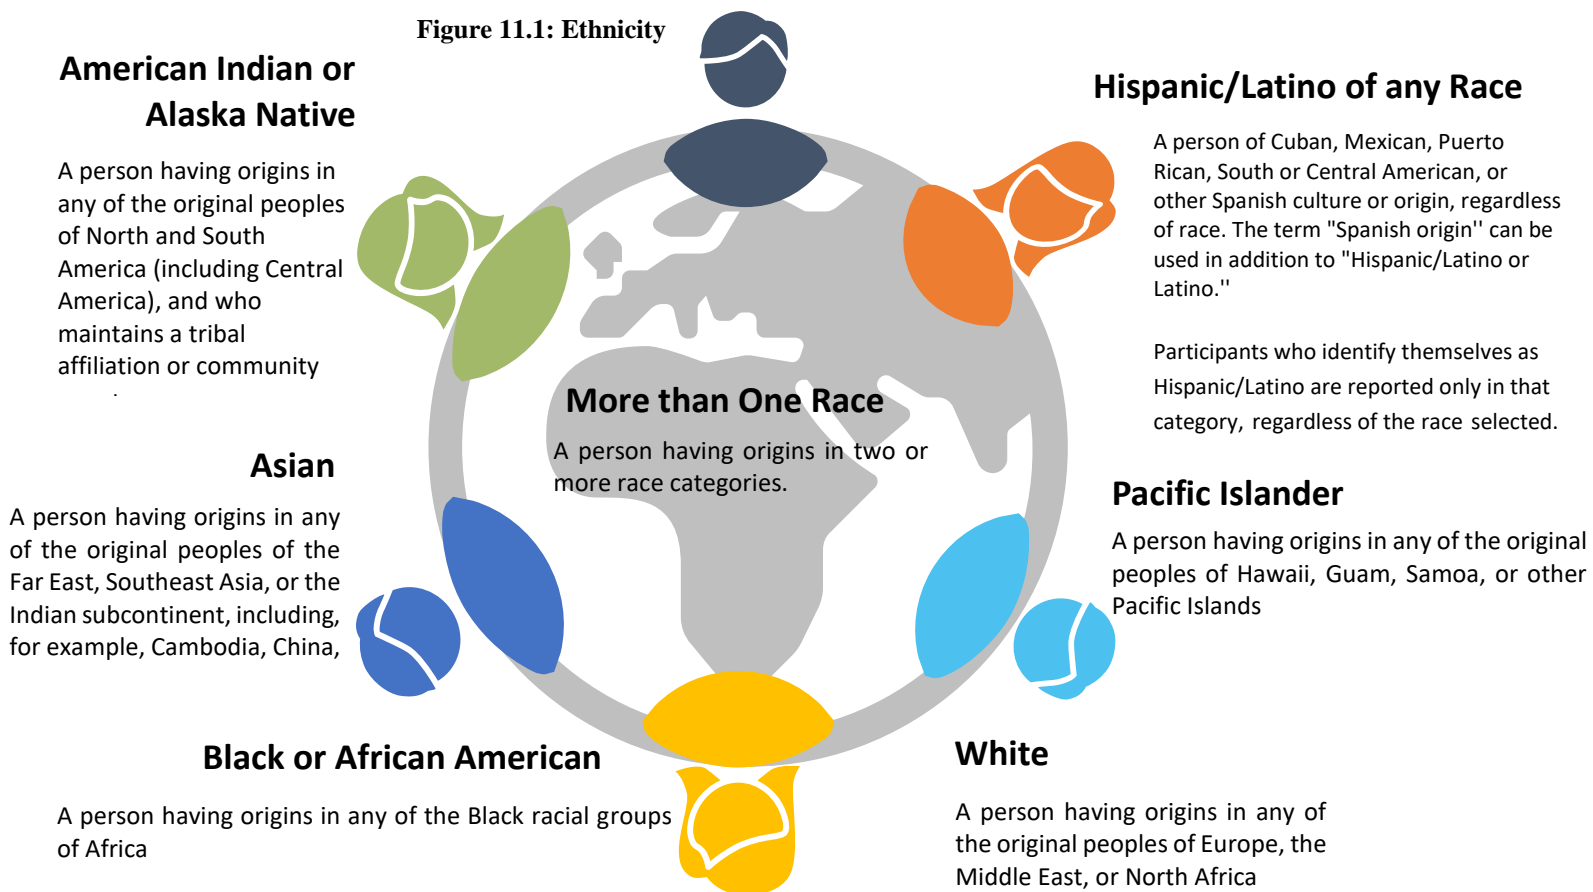 Figure 11.1: Ethnicity
American Indian or
Alaska Native
A person having origins in
any of the original peoples
of North and South
America (including Central
America), and who
maintains a tribal
affiliation or community
Hispanic/Latino of any Race
A person of Cuban, Mexican, Puerto
Rican, South or Central American, or
other Spanish culture or origin, regardless
of race. The term "Spanish origin'' can be
used in addition to "Hispanic/Latino or
Latino.''
Participants who identify themselves as
Hispanic/Latino are reported only in that
category, regardless of the race selected.
More than One Race
A person having origins in two or
more race categories.
Asian
A person having origins in any
of the original peoples of the
Far East, Southeast Asia, or the
Indian subcontinent, including,
for example, Cambodia, China,
Pacific Islander
A person having origins in any of the original
peoples of Hawaii, Guam, Samoa, or other
Pacific Islands
Black or African American
A person having origins in any of the Black racial groups
of Africa
White
A person having origins in any of
the original peoples of Europe, the
Middle East, or North Africa